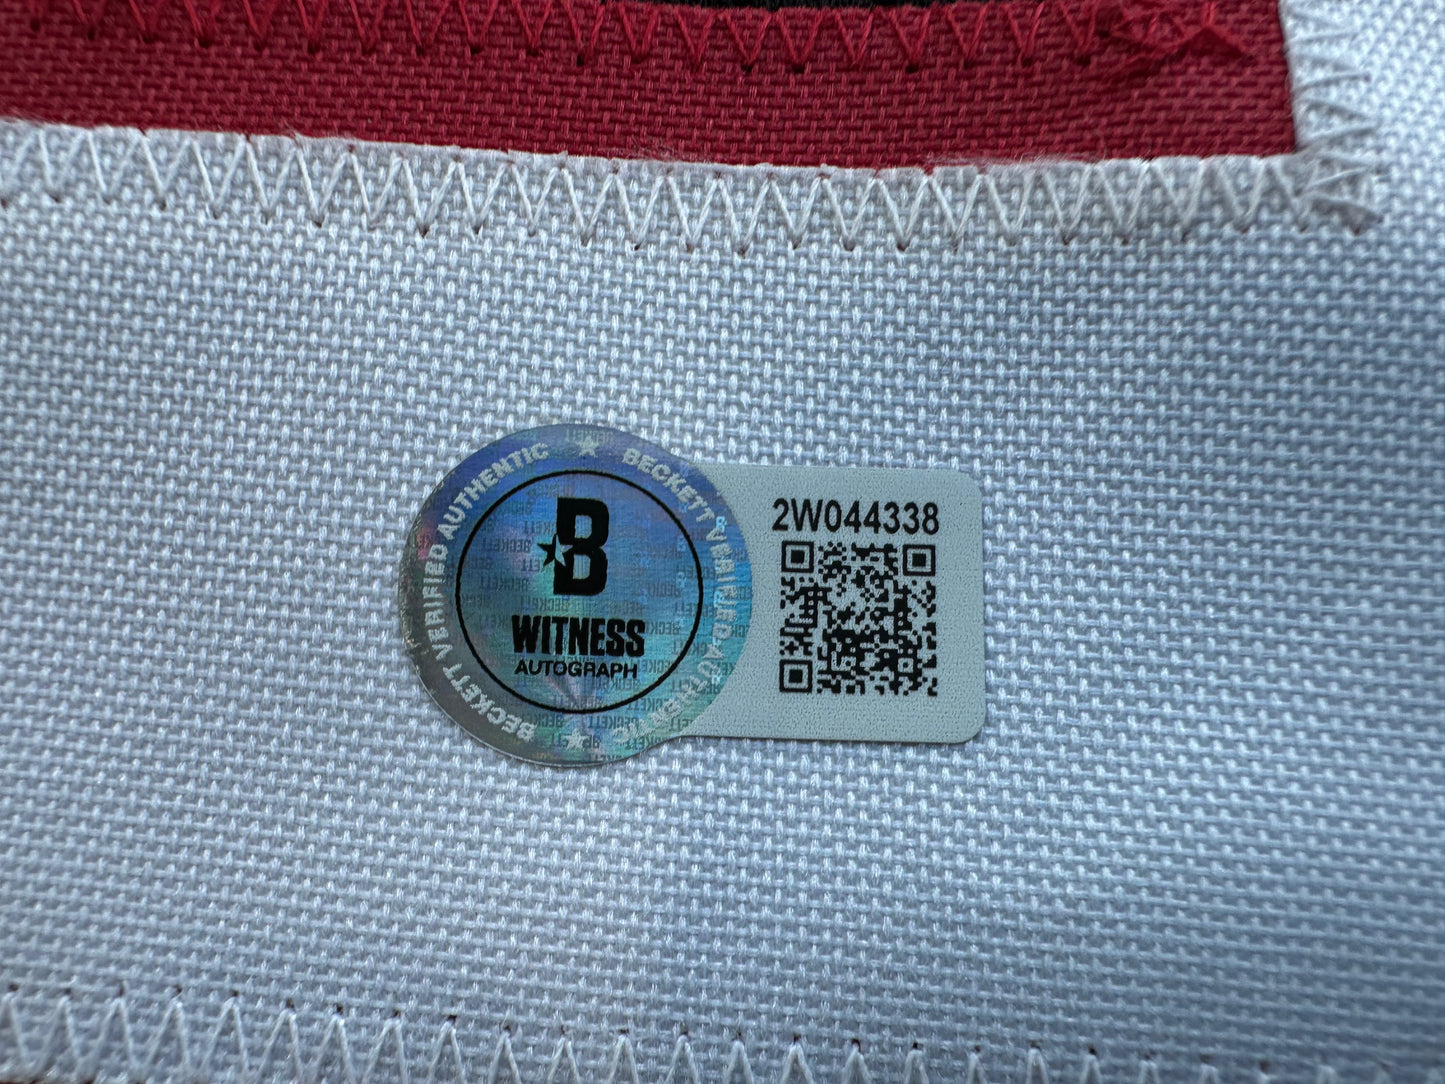 BECKETT VERIFIED AUTHENTIC ★ BECKETT VERIFIED AUTHENTIC ★
B
WITNESS
AUTOGRAPH
2W044338